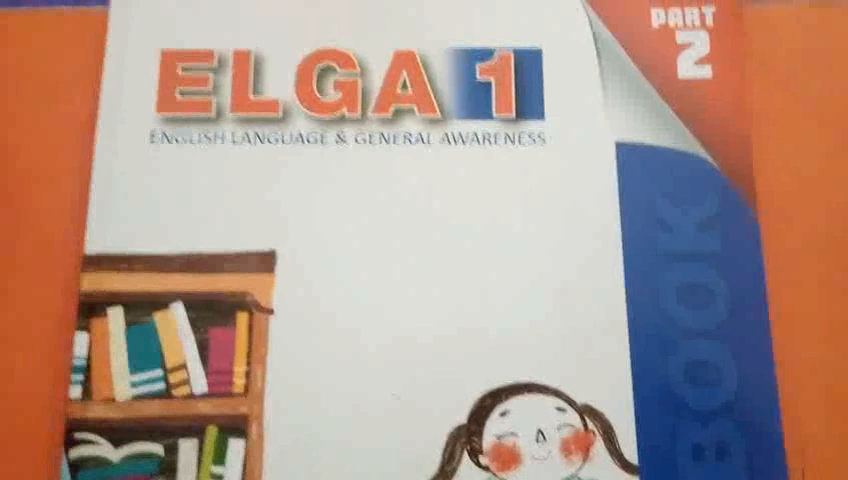 PART
2
ELGA 1
ENGLISH LANGUAGE & GENERAL AWARENESS
BOOK